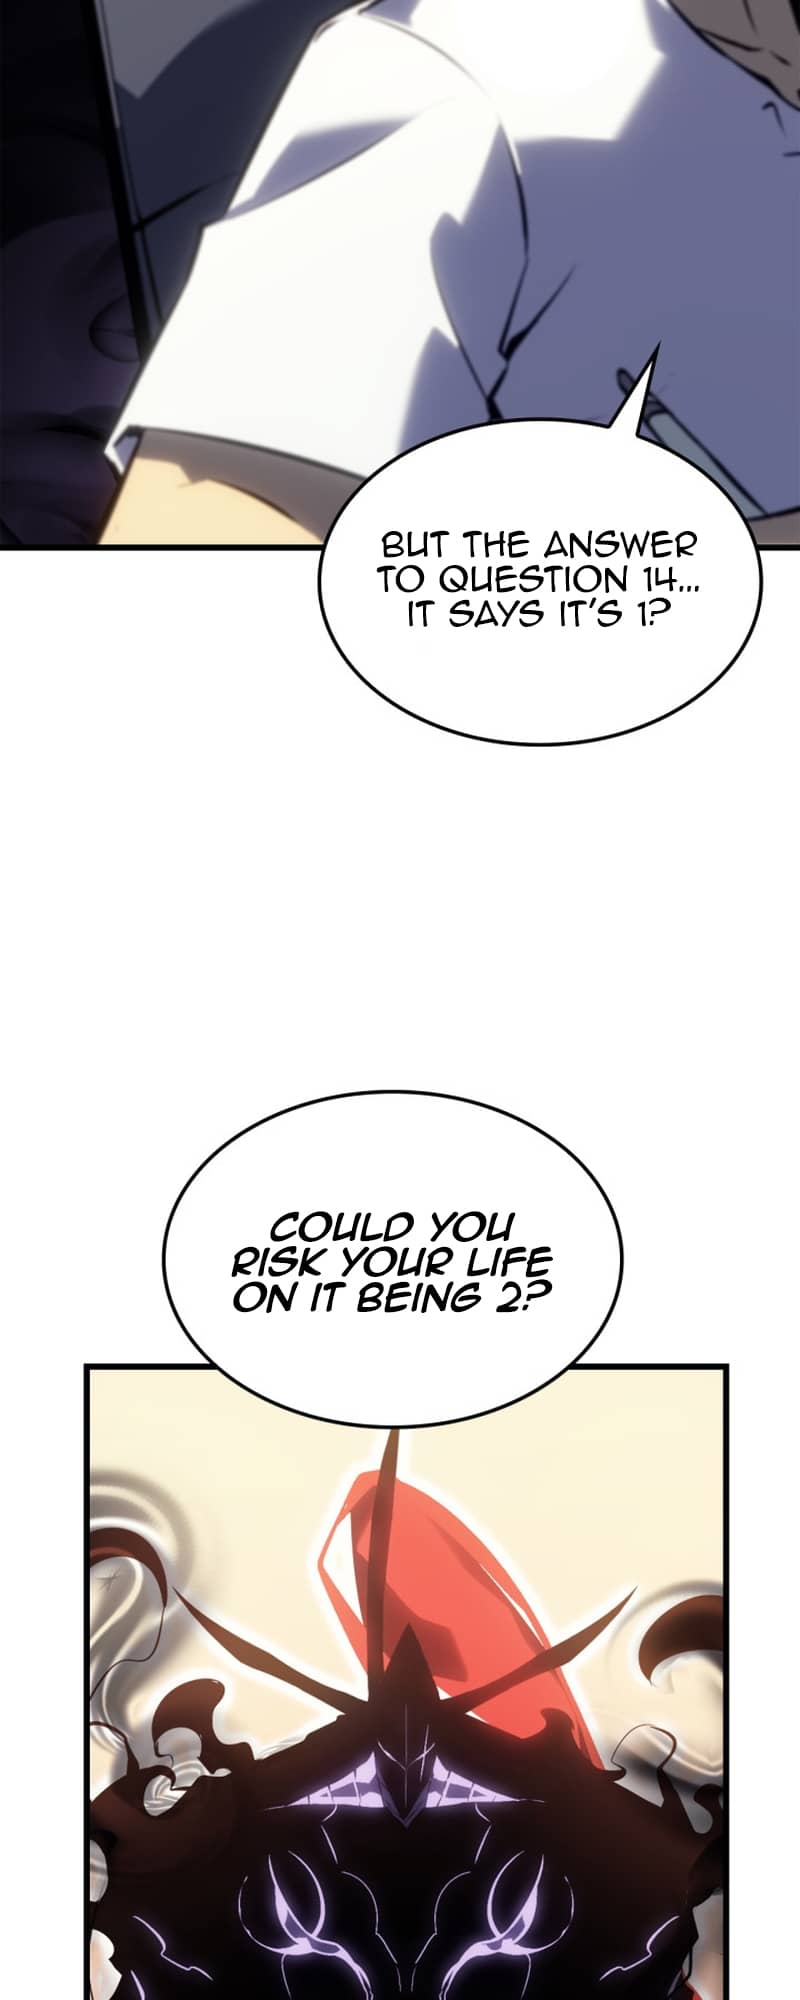 BUT THE ANSWER
TO QUESTION 14...
IT SAYS IT'S 1?
COULD YOU
RISK YOUR LIFE
ON IT BEING 2?